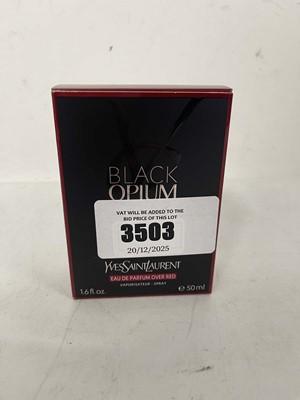 BLACK
OPIUM
VAT WILL BE ADDED TO THE
BID PRICE OF THIS LOT
3503
20/12/2025
YVESSAINTLAURENT
EAU DE PARFUM OVER RED
VAPORISATEUR - SPRAY
1.6 fl. oz. ℮ 50 ml